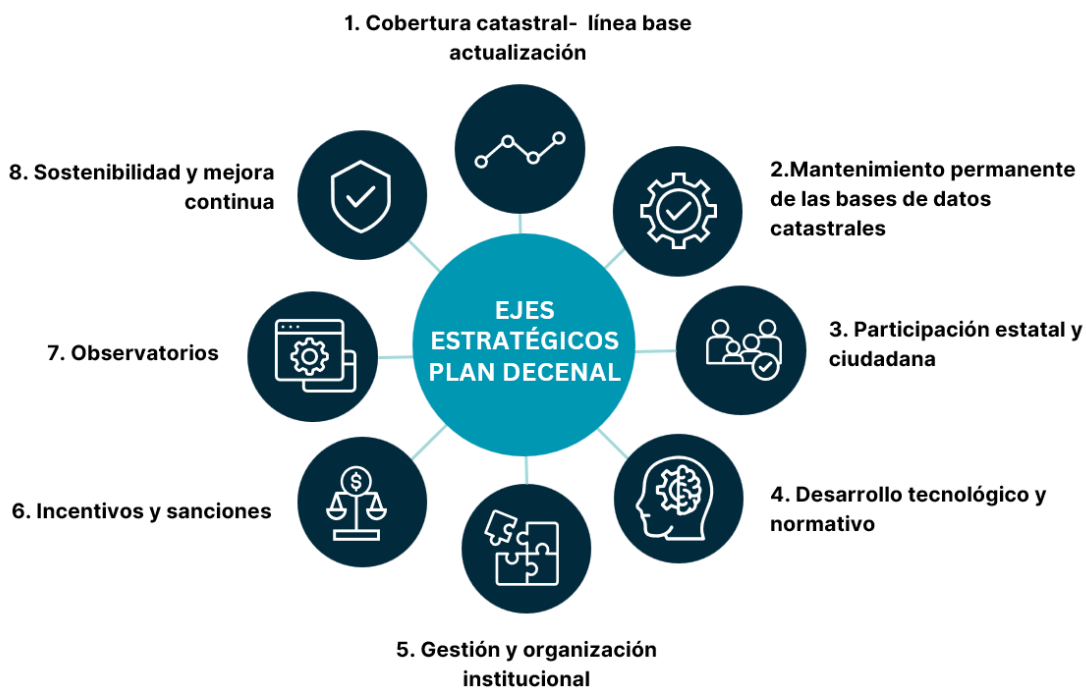 1. Cobertura catastral- línea base
actualización
2.Mantenimiento permanente
de las bases de datos
catastrales
3. Participación estatal y
ciudadana
4. Desarrollo tecnológico y
normativo
5. Gestión y organización
institucional
6. Incentivos y sanciones
7. Observatorios
8. Sostenibilidad y mejora
continua
EJES
ESTRATÉGICOS
PLAN DECENAL
$